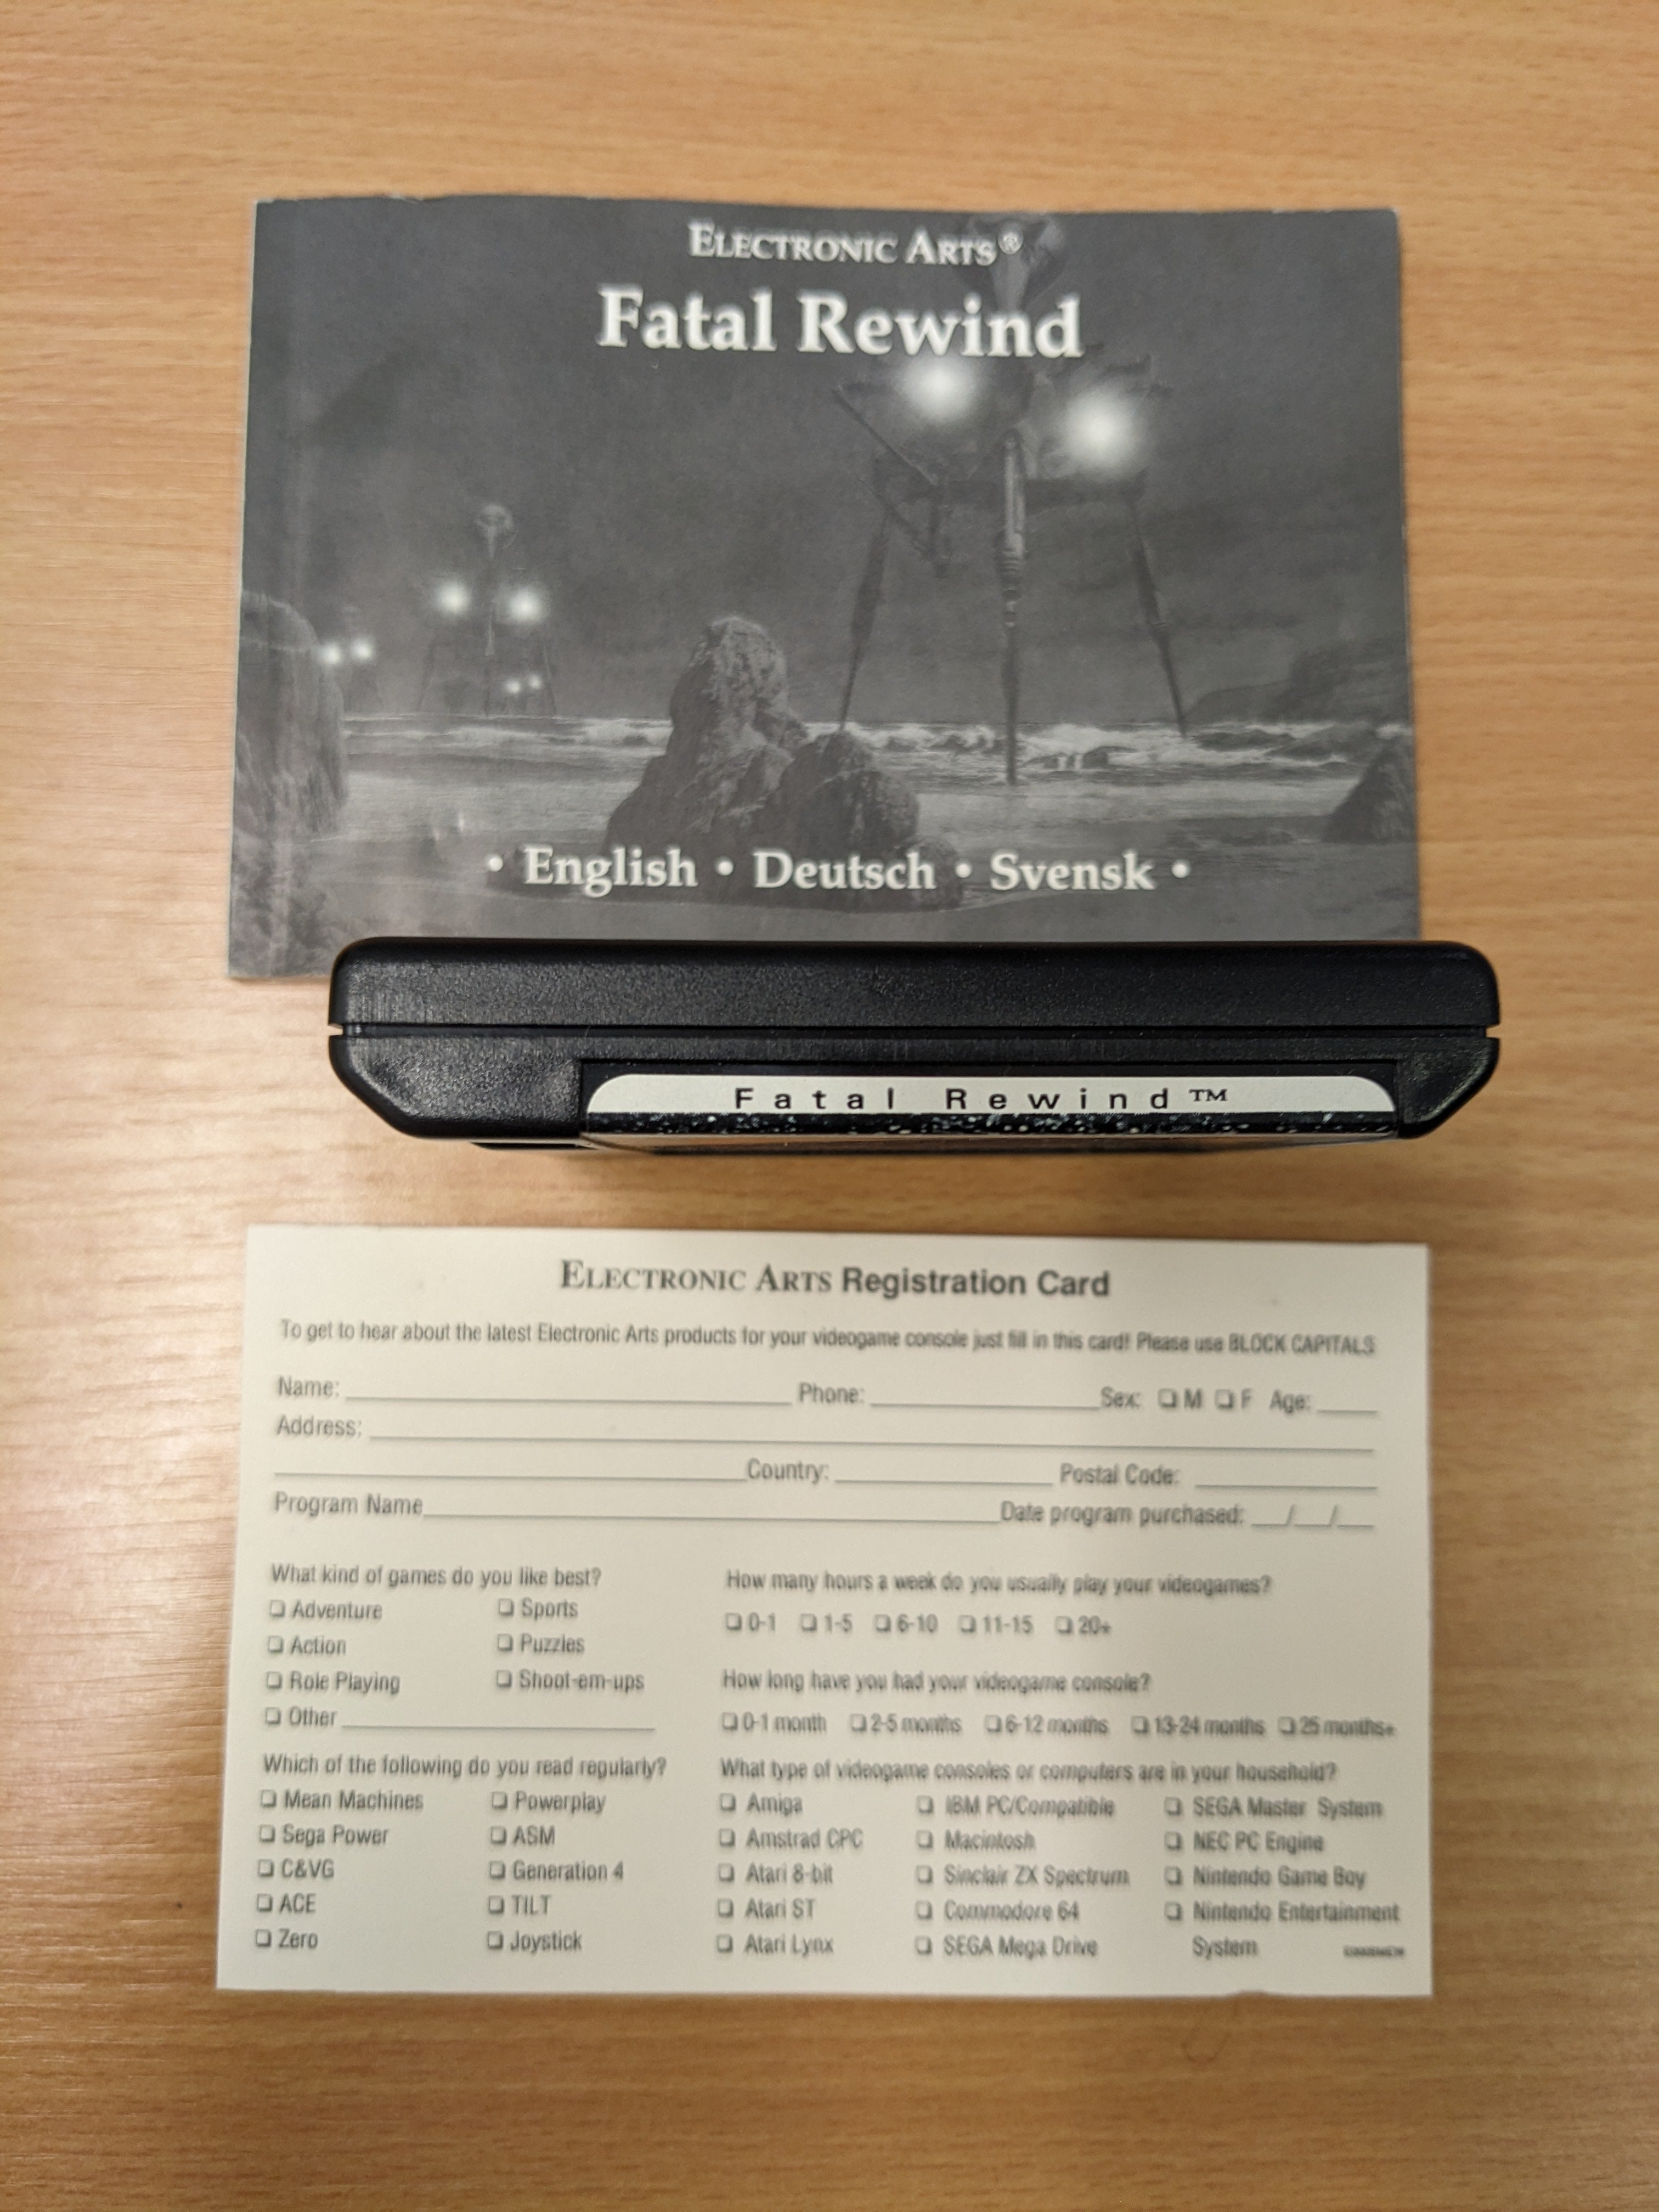 ELECTRONIC ARTS®
Fatal Rewind
• English • Deutsch • Svensk •
Fatal Rewind™
ELECTRONIC ARTS Registration Card
To get to hear about the latest Electronic Arts products for your videogame console just fill in this card! Please use BLOCK CAPITALS
Name: Phone: Sex: ❏ M ❏ F Age:
Address:
Country: Postal Code:
Program Name Date program purchased: __/__/__
What kind of games do you like best?
❏ Adventure ❏ Sports
❏ Action ❏ Puzzles
❏ Role Playing ❏ Shoot-em-ups
❏ Other
How many hours a week do you usually play your videogames?
❏ 0-1 ❏ 1-5 ❏ 6-10 ❏ 11-15 ❏ 20+
How long have you had your videogame console?
❏ 0-1 month ❏ 2-5 months ❏ 6-12 months ❏ 13-24 months ❏ 25 months+
Which of the following do you read regularly?
❏ Mean Machines ❏ Powerplay
❏ Sega Power ❏ ASM
❏ C&VG ❏ Generation 4
❏ ACE ❏ TILT
❏ Zero ❏ Joystick
What type of videogame consoles or computers are in your household?
❏ Amiga ❏ IBM PC/Compatible ❏ SEGA Master System
❏ Amstrad CPC ❏ Macintosh ❏ NEC PC Engine
❏ Atari 8-bit ❏ Sinclair ZX Spectrum ❏ Nintendo Game Boy
❏ Atari ST ❏ Commodore 64 ❏ Nintendo Entertainment
❏ Atari Lynx ❏ SEGA Mega Drive System